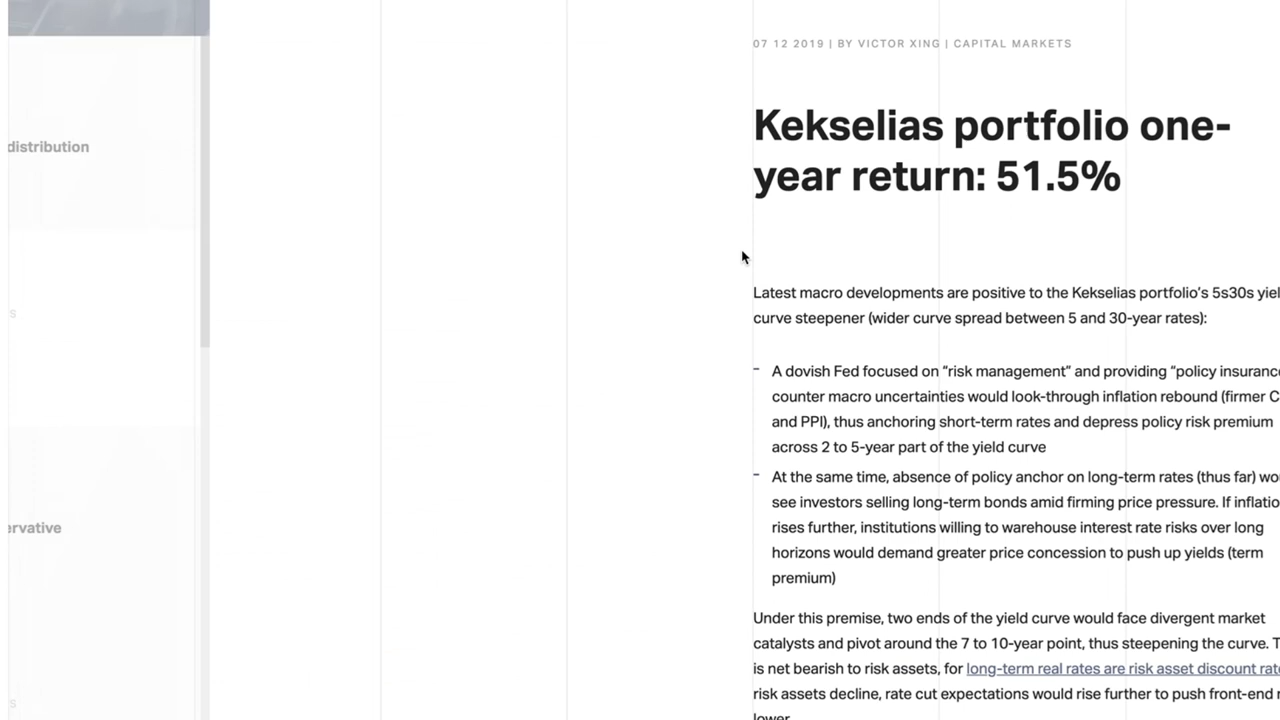 07 12 2019 | BY VICTOR XING | CAPITAL MARKETS
Kekselias portfolio one-
year return: 51.5%
distribution
Latest macro developments are positive to the Kekselias portfolio's 5s30s yiel
curve steepener (wider curve spread between 5 and 30-year rates):
s
– A dovish Fed focused on “risk management” and providing “policy insurance
counter macro uncertainties would look-through inflation rebound (firmer C
and PPI), thus anchoring short-term rates and depress policy risk premium
across 2 to 5-year part of the yield curve
– At the same time, absence of policy anchor on long-term rates (thus far) wo
see investors selling long-term bonds amid firming price pressure. If inflatio
rises further, institutions willing to warehouse interest rate risks over long
horizons would demand greater price concession to push up yields (term
premium)
ervative
Under this premise, two ends of the yield curve would face divergent market
catalysts and pivot around the 7 to 10-year point, thus steepening the curve. T
is net bearish to risk assets, for long-term real rates are risk asset discount rat
risk assets decline, rate cut expectations would rise further to push front-end r
lower
s